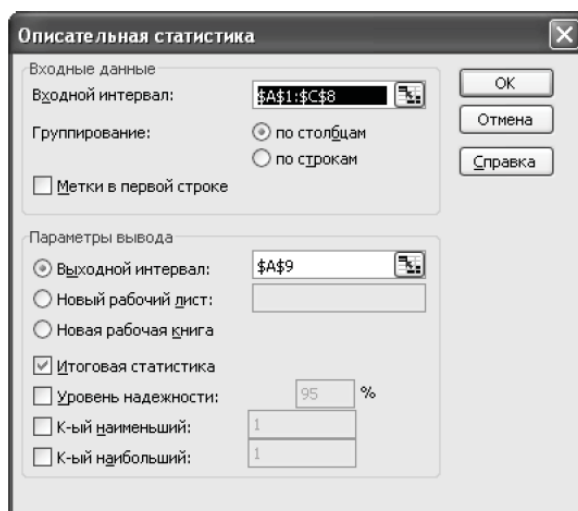 Описательная статистика
Входные данные
Входной интервал: $A$1:$C$8
Группирование: по столбцам
по строкам
Метки в первой строке
ОК
Отмена
Справка
Параметры вывода
Выходной интервал: $A$9
Новый рабочий лист:
Новая рабочая книга
Итоговая статистика
Уровень надежности: 95 %
К-ый наименьший: 1
К-ый наибольший: 1